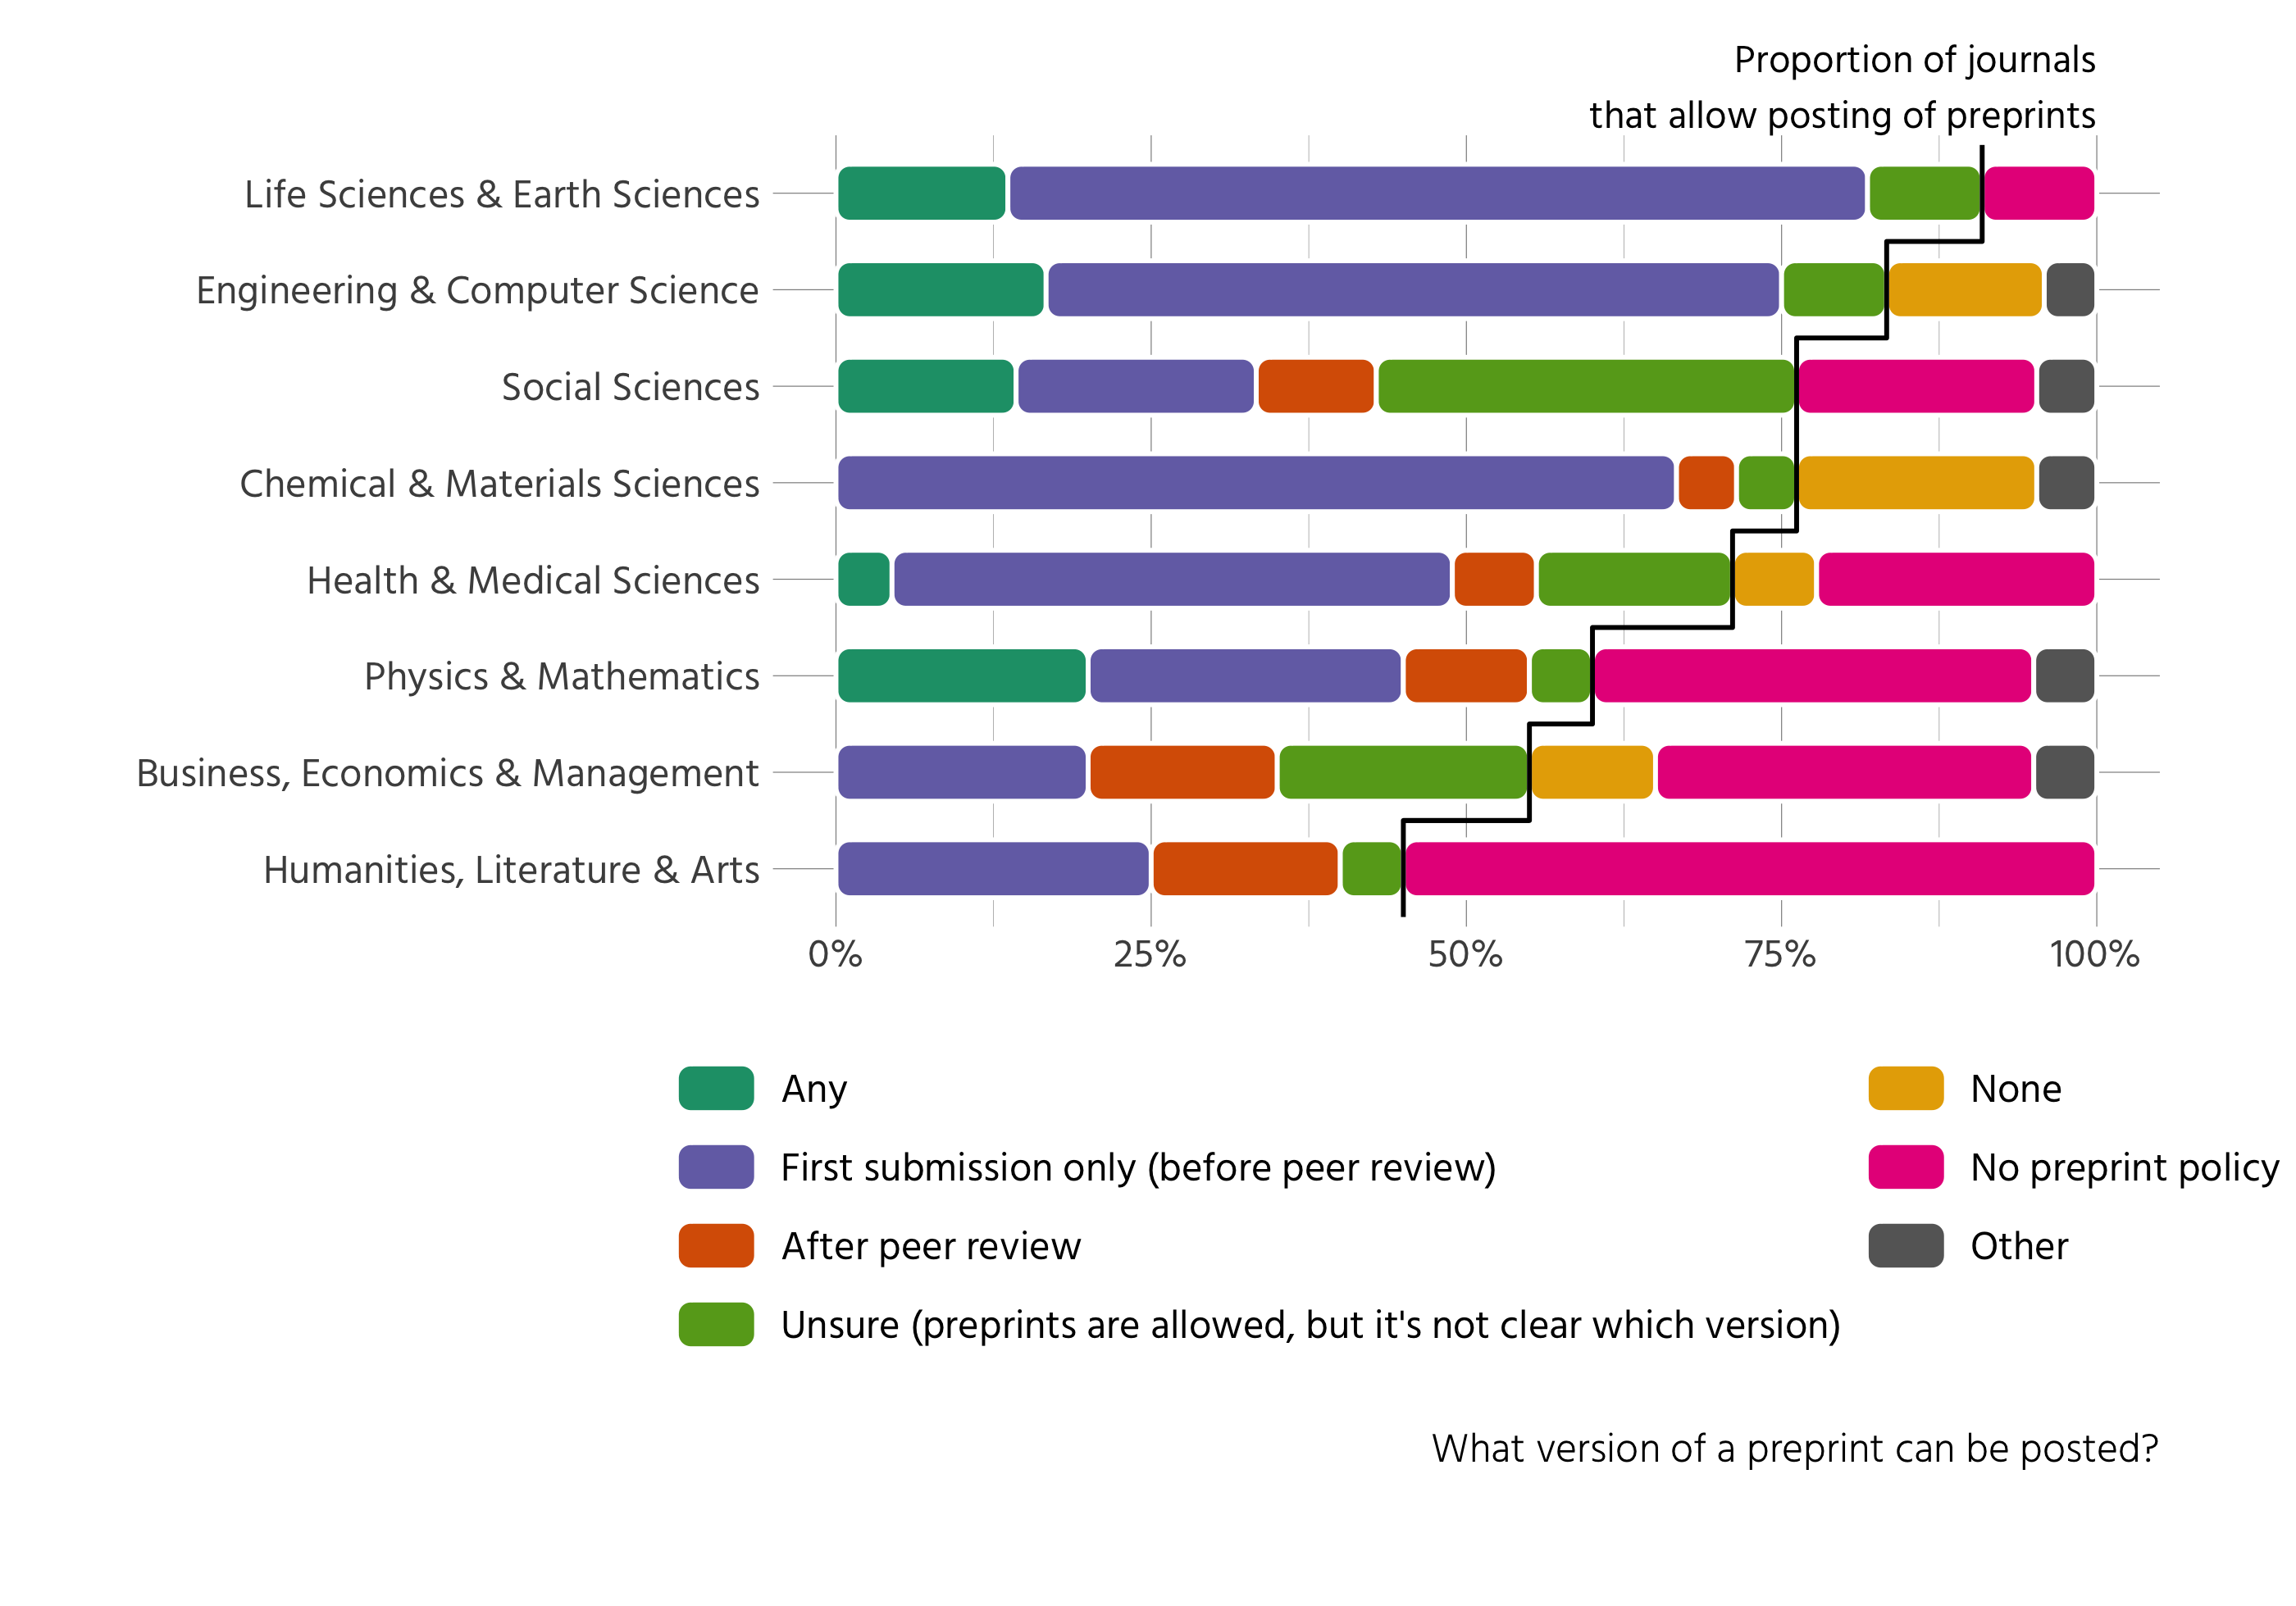 Proportion of journals
that allow posting of preprints
Life Sciences & Earth Sciences
Engineering & Computer Science
Social Sciences
Chemical & Materials Sciences
Health & Medical Sciences
Physics & Mathematics
Business, Economics & Management
Humanities, Literature & Arts
0% 25% 50% 75% 100%
Any
First submission only (before peer review)
After peer review
Unsure (preprints are allowed, but it's not clear which version)
None
No preprint policy
Other
What version of a preprint can be posted?